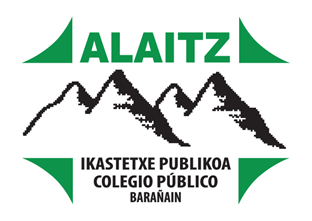 ALAITZ
IKASTETXE PUBLIKOA
COLEGIO PÚBLICO
BARAÑAIN